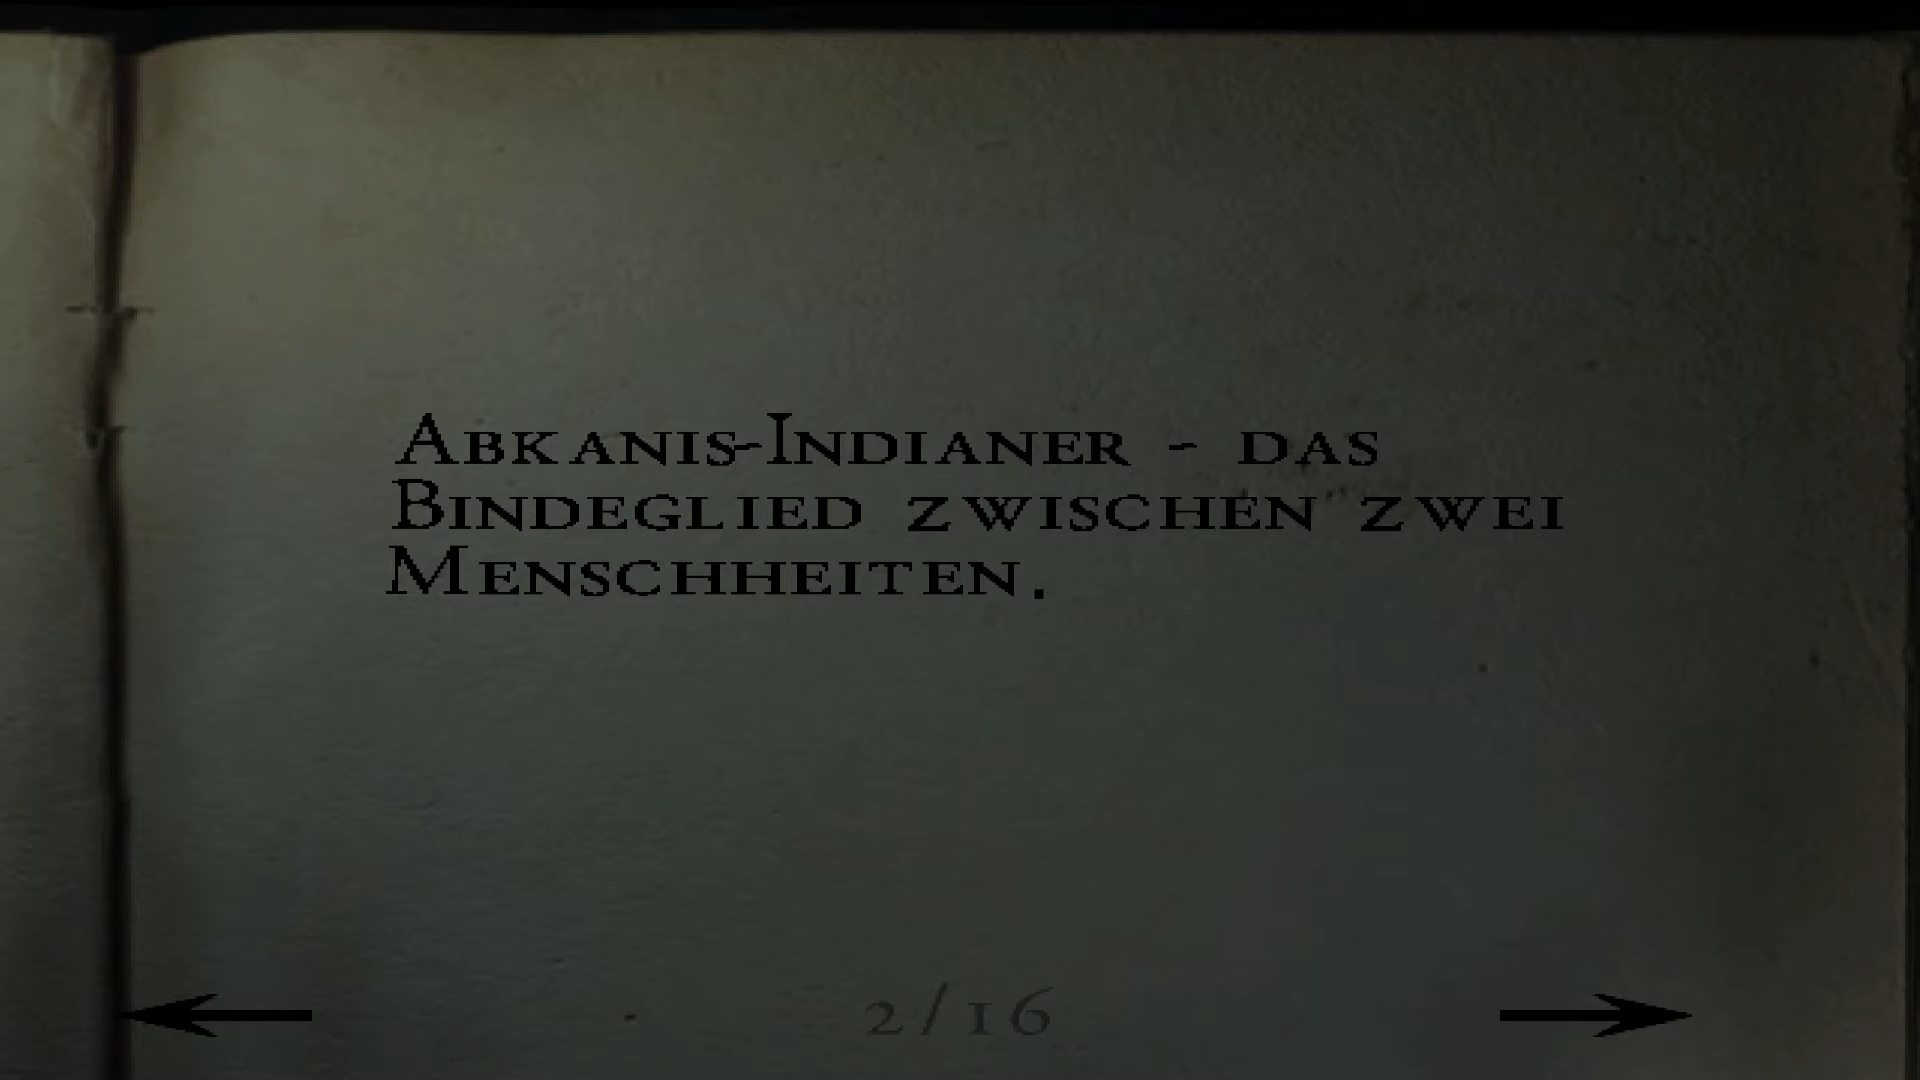 Abkanis-Indianer - das
Bindeglied zwischen zwei
Menschheiten.
2/16